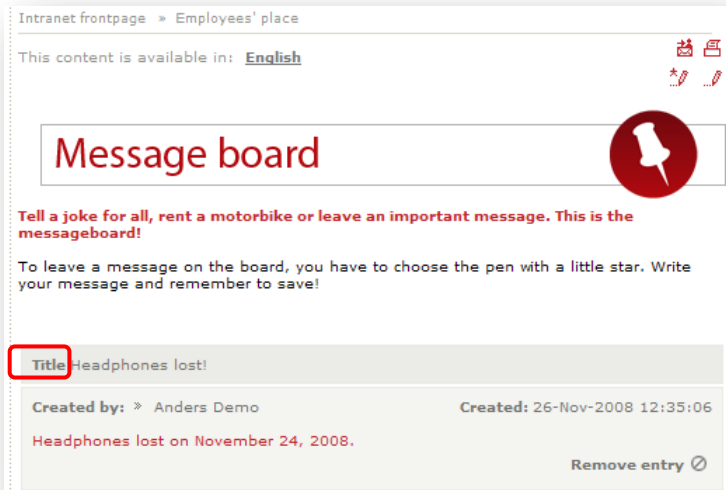 Intranet frontpage » Employees' place
This content is available in: English
Message board
Tell a joke for all, rent a motorbike or leave an important message. This is the
messageboard!
To leave a message on the board, you have to choose the pen with a little star. Write
your message and remember to save!
Title Headphones lost!
Created by: » Anders Demo Created: 26-Nov-2008 12:35:06
Headphones lost on November 24, 2008.
Remove entry